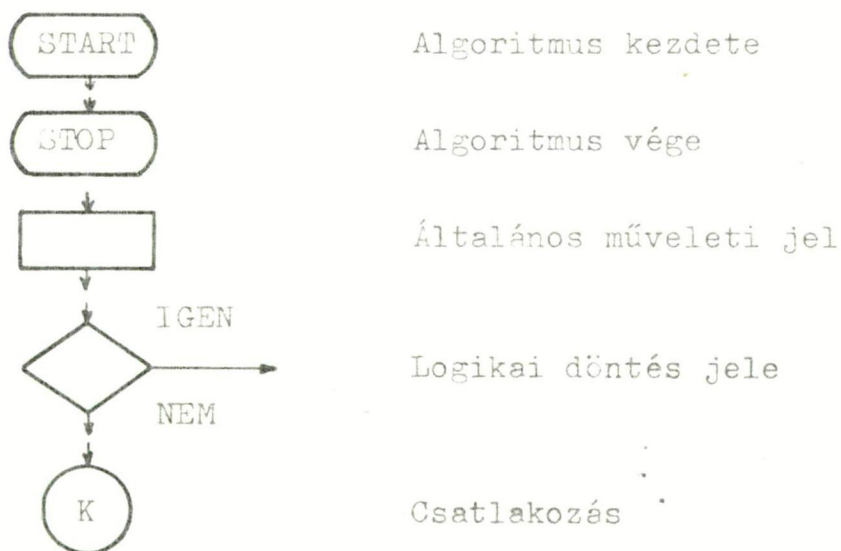 START Algoritmus kezdete
STOP Algoritmus vége
Általános műveleti jel
IGEN
Logikai döntés jele
NEM
K Csatlakozás